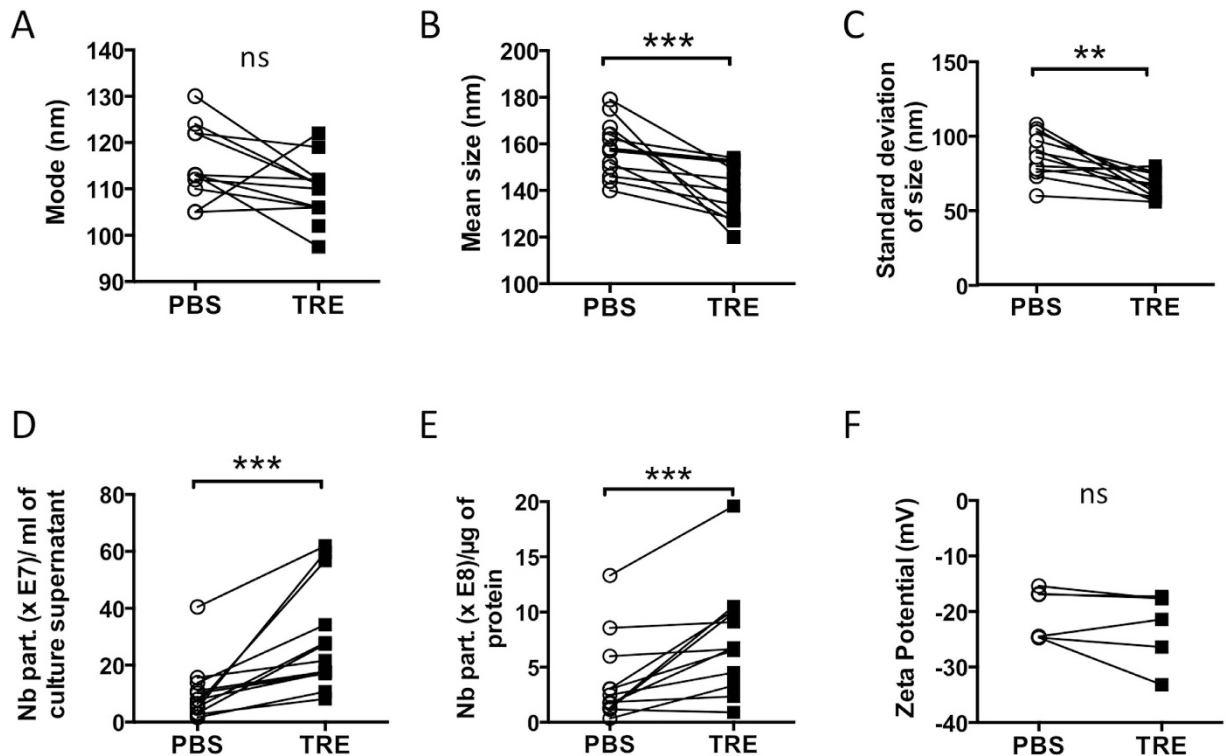 A
ns
Mode (nm)
140
130
120
110
100
90
PBS TRE
B
***
Mean size (nm)
200
180
160
140
120
100
PBS TRE
C
**
Standard deviation
of size (nm)
150
100
50
0
PBS TRE
D
***
Nb part. (x E7)/ ml of
culture supernatant
80
60
40
20
0
PBS TRE
E
***
Nb part. (x E8)/µg of
protein
20
15
10
5
0
PBS TRE
F
ns
Zeta Potential (mV)
-0
-10
-20
-30
-40
PBS TRE